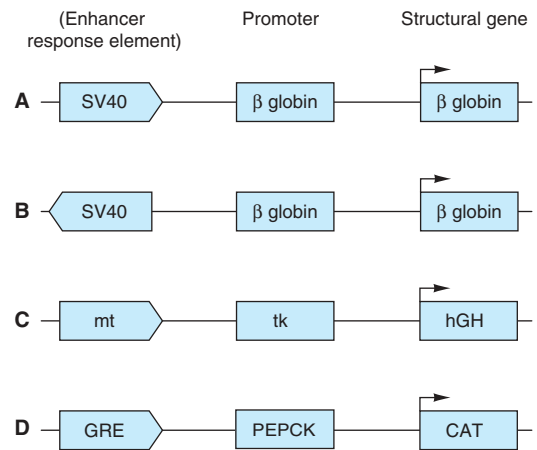 (Enhancer response element) Promoter Structural gene
A SV40 β globin β globin
B SV40 β globin β globin
C mt tk hGH
D GRE PEPCK CAT